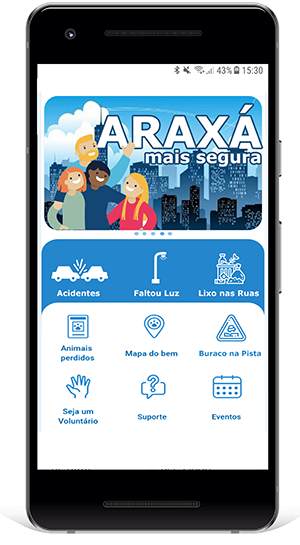 43% 15:30
ARAXÁ
mais segura
Acidentes Faltou Luz Lixo nas Ruas
Animais
perdidos
Mapa do bem
Buraco na Pista
Seja um
Voluntário
Suporte
Eventos